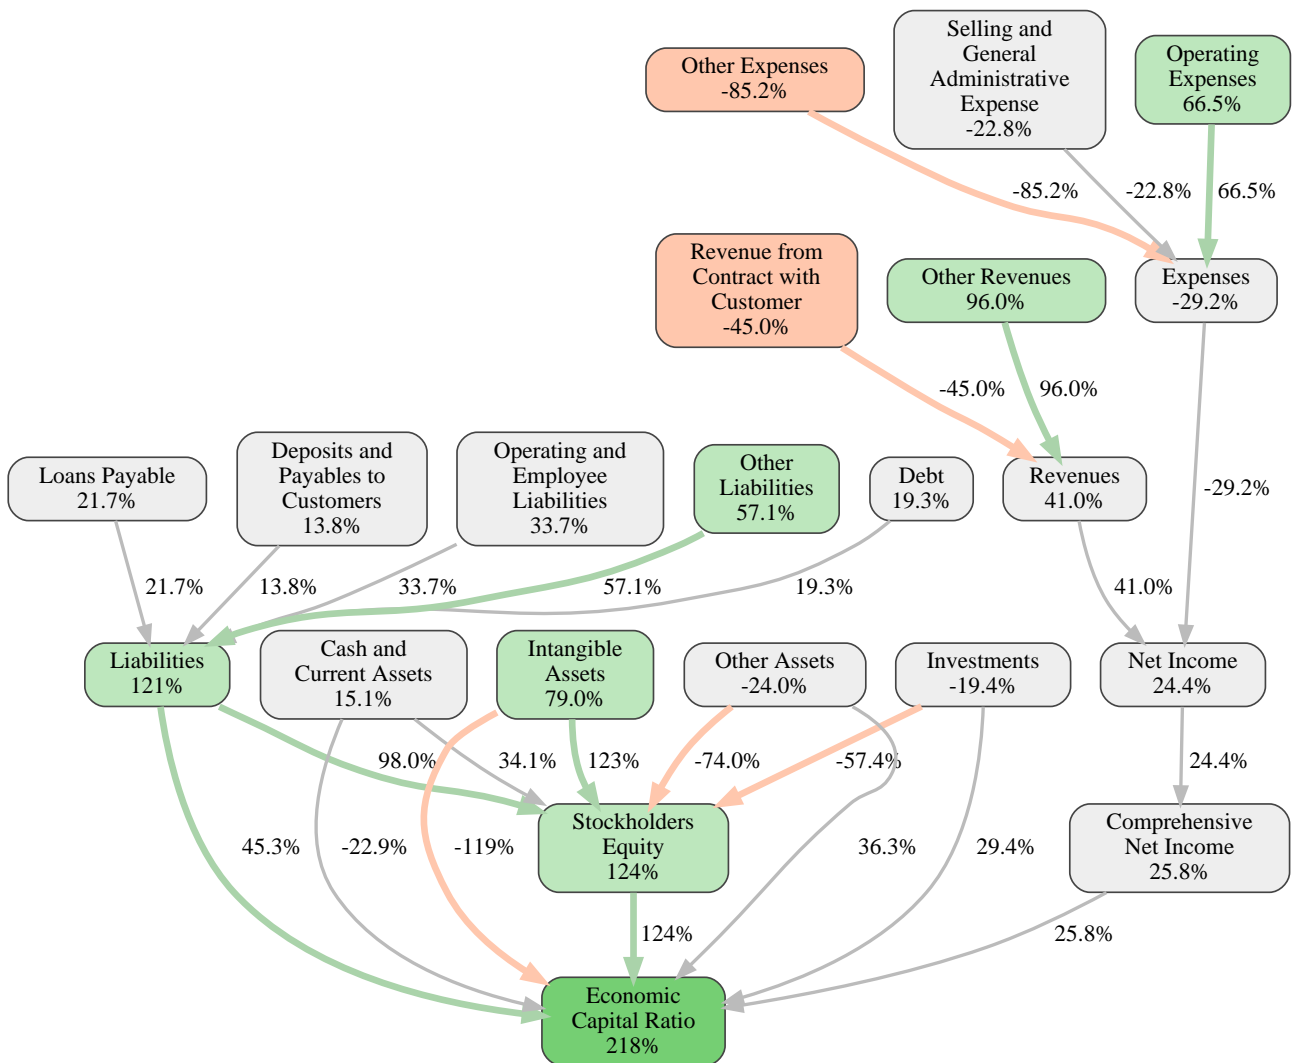 Selling and
General
Administrative
Expense
-22.8%
Other Expenses
-85.2%
Operating
Expenses
66.5%
-85.2%
-22.8%
66.5%
Revenue from
Contract with
Customer
-45.0%
Other Revenues
96.0%
Expenses
-29.2%
-45.0%
96.0%
-29.2%
Loans Payable
21.7%
Deposits and
Payables to
Customers
13.8%
Operating and
Employee
Liabilities
33.7%
Other
Liabilities
57.1%
Debt
19.3%
Revenues
41.0%
21.7%
13.8%
33.7%
57.1%
19.3%
41.0%
Liabilities
121%
Cash and
Current Assets
15.1%
Intangible
Assets
79.0%
Other Assets
-24.0%
Investments
-19.4%
Net Income
24.4%
98.0%
34.1%
123%
-74.0%
-57.4%
24.4%
Stockholders
Equity
124%
Comprehensive
Net Income
25.8%
45.3%
-22.9%
-119%
36.3%
29.4%
124%
25.8%
Economic
Capital Ratio
218%